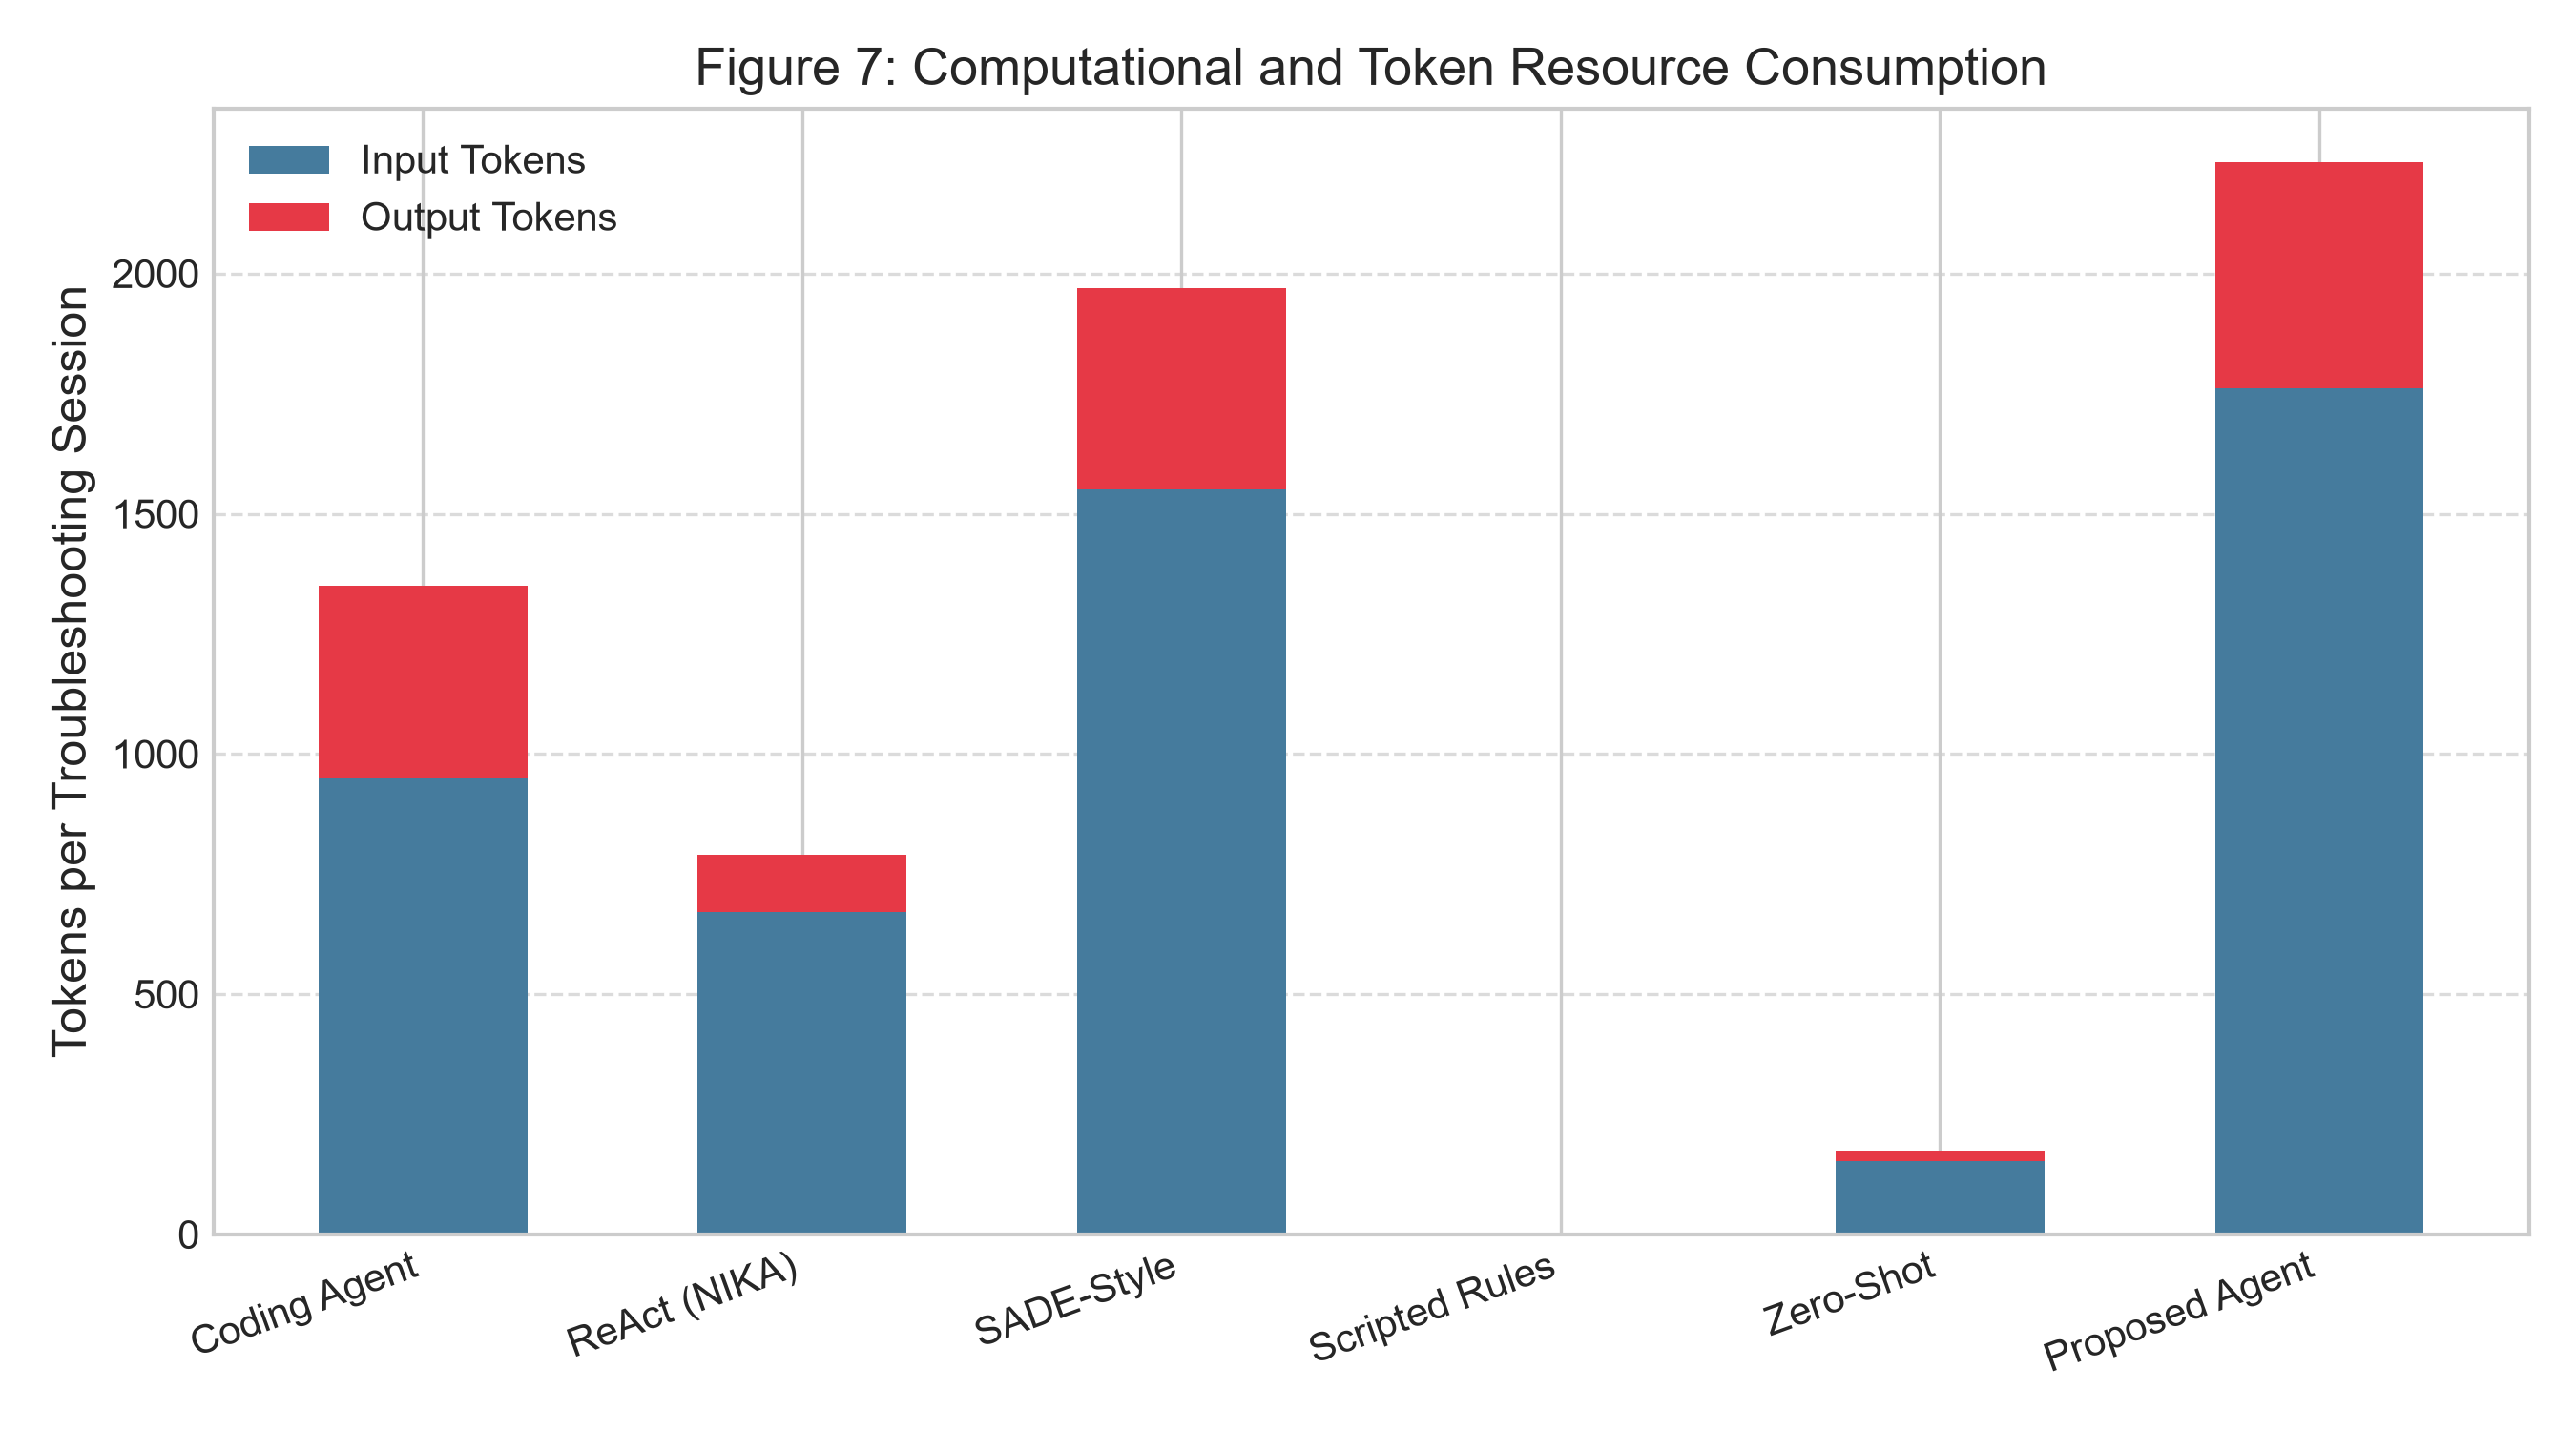 Figure 7: Computational and Token Resource Consumption
Input Tokens
Output Tokens
Tokens per Troubleshooting Session
2000
1500
1000
500
0
Coding Agent
ReAct (NIKA)
SADE-Style
Scripted Rules
Zero-Shot
Proposed Agent